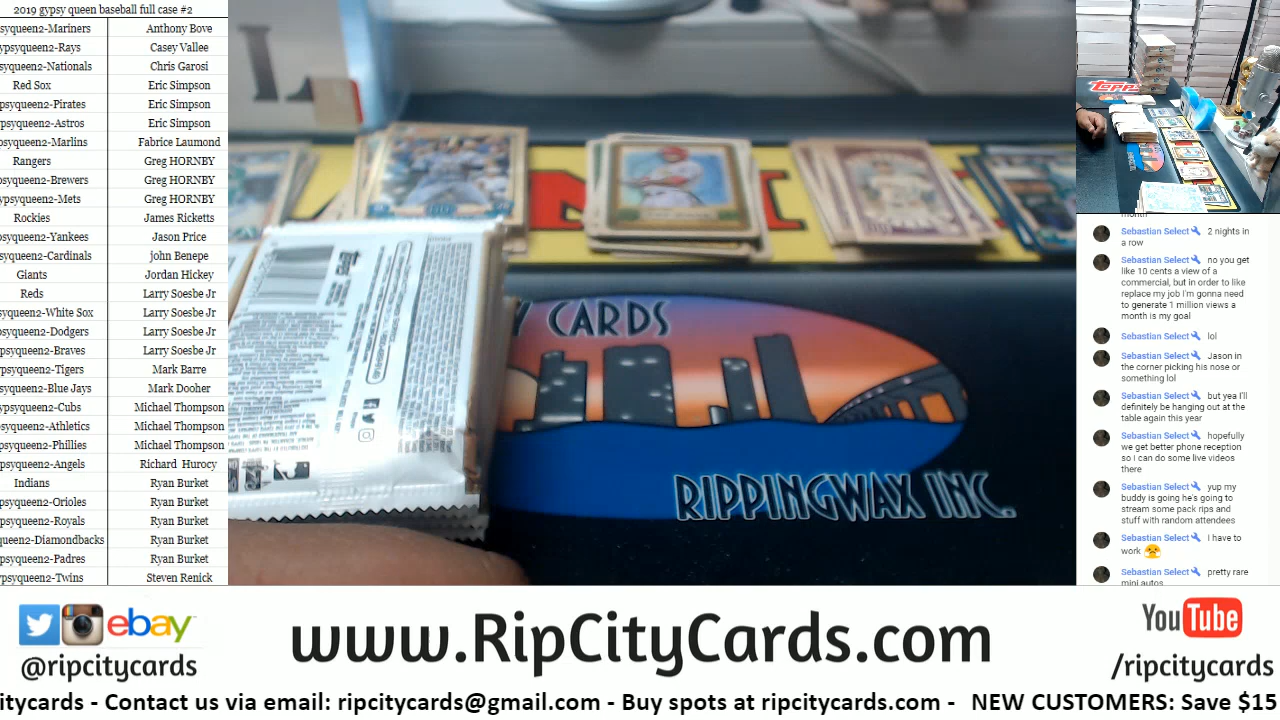 2019 gypsy queen baseball full case #2
syqueen2-Mariners Anthony Bove
ypsyqueen2-Rays Casey Vallee
syqueen2-Nationals Chris Garosi
Red Sox Eric Simpson
psyqueen2-Pirates Eric Simpson
psyqueen2-Astros Eric Simpson
psyqueen2-Marlins Fabrice Laumond
Rangers Greg HORNBY
psyqueen2-Brewers Greg HORNBY
ypsyqueen2-Mets Greg HORNBY
Rockies James Ricketts
psyqueen2-Yankees Jason Price
syqueen2-Cardinals john Benepe
Giants Jordan Hickey
Reds Larry Soesbe Jr
syqueen2-White Sox Larry Soesbe Jr
psyqueen2-Dodgers Larry Soesbe Jr
psyqueen2-Braves Larry Soesbe Jr
psyqueen2-Tigers Mark Barre
syqueen2-Blue Jays Mark Dooher
ypsyqueen2-Cubs Michael Thompson
syqueen2-Athletics Michael Thompson
syqueen2-Phillies Michael Thompson
psyqueen2-Angels Richard Hurocy
Indians Ryan Burket
psyqueen2-Orioles Ryan Burket
psyqueen2-Royals Ryan Burket
queen2-Diamondbacks Ryan Burket
psyqueen2-Padres Ryan Burket
psyqueen2-Twins Steven Renick
Topps
Y CARDS
RIPPINGWAX INC.
topps
month
Sebastian Select 2 nights in
a row
Sebastian Select no you get
like 10 cents a view of a
commercial, but in order to like
replace my job I'm gonna need
to generate 1 million views a
month is my goal
Sebastian Select lol
Sebastian Select Jason in
the corner picking his nose or
something lol
Sebastian Select but yea I'll
definitely be hanging out at the
table again this year
Sebastian Select hopefully
we get better phone reception
so I can do some live videos
there
Sebastian Select yup my
buddy is going he's going to
stream some pack rips and
stuff with random attendees
Sebastian Select I have to
work 😤
Sebastian Select pretty rare
mini autos
ebay
@ripcitycards
www.RipCityCards.com
YouTube
/ripcitycards
citycards - Contact us via email: ripcitycards@gmail.com - Buy spots at ripcitycards.com - NEW CUSTOMERS: Save $15